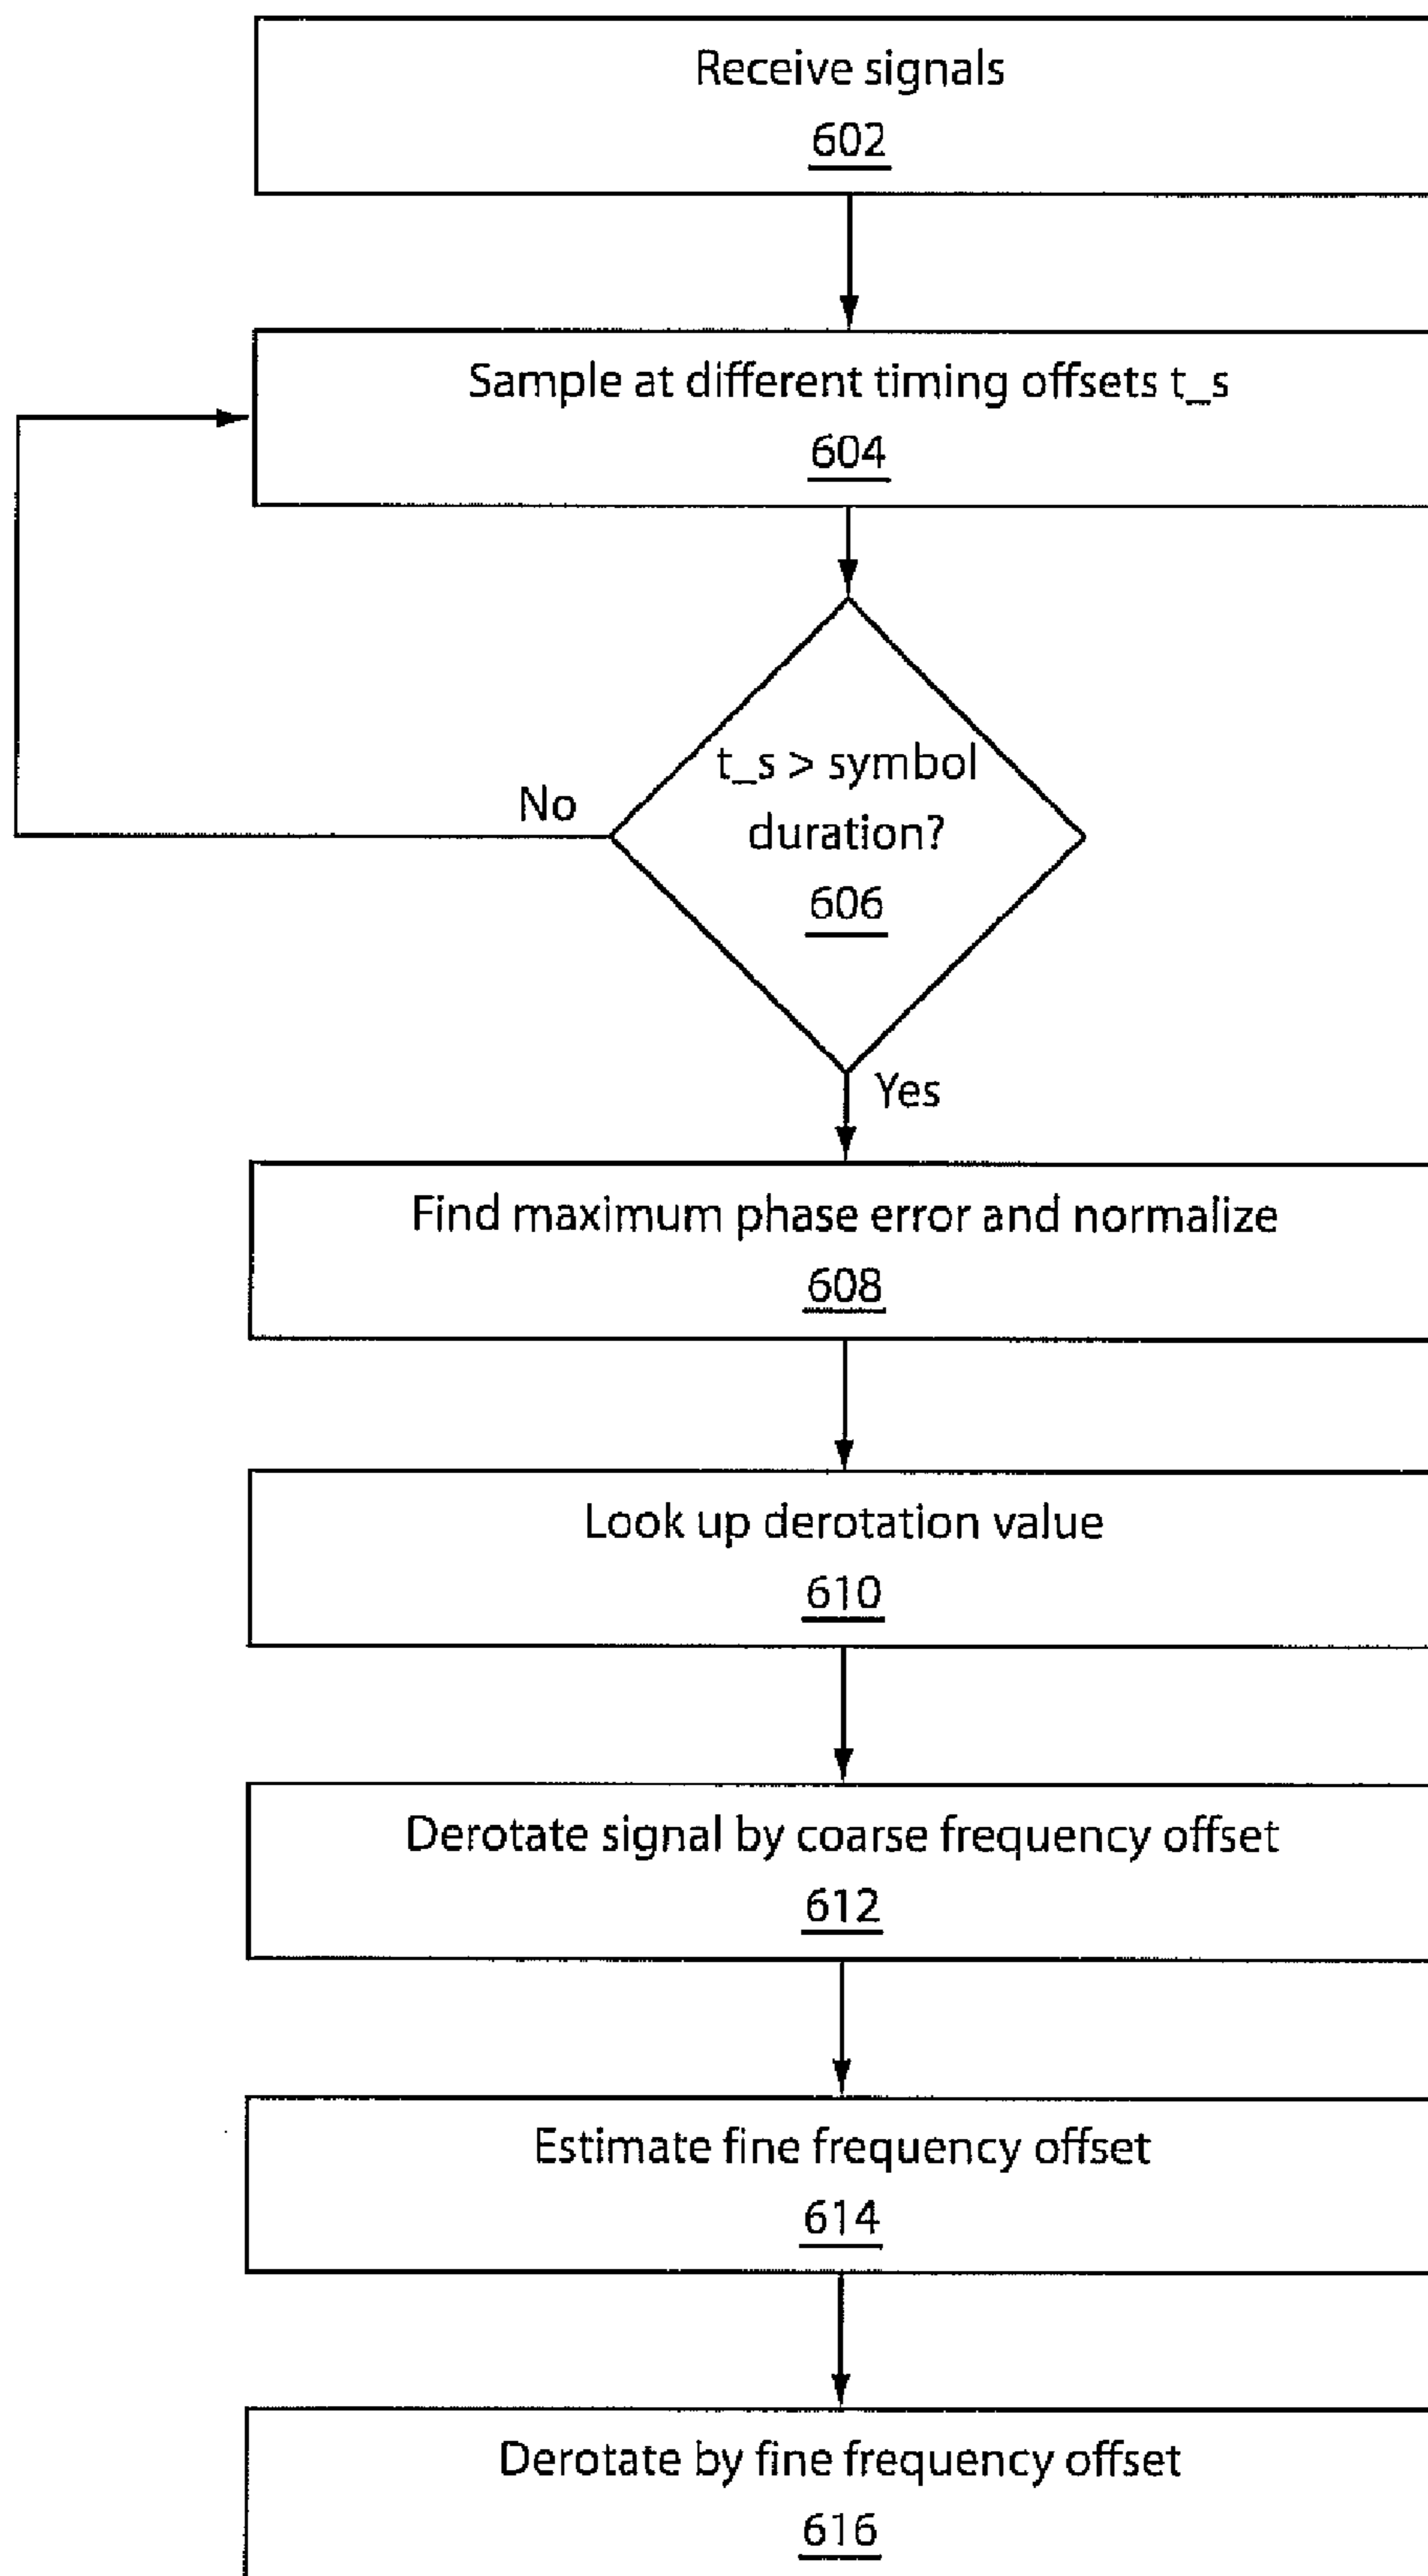 Receive signals
602
Sample at different timing offsets t_s
604
t_s > symbol
duration?
606
No
Yes
Find maximum phase error and normalize
608
Look up derotation value
610
Derotate signal by coarse frequency offset
612
Estimate fine frequency offset
614
Derotate by fine frequency offset
616